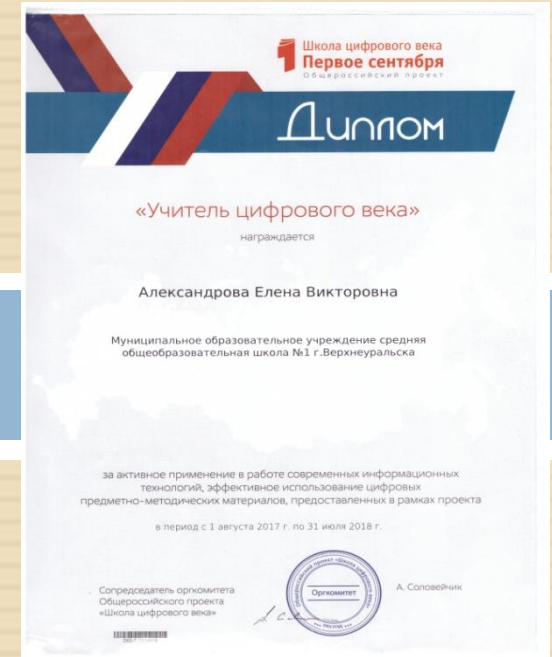 Школа цифрового века
Первое сентября
Общероссийский проект
Диплом
«Учитель цифрового века»
награждается
Александрова Елена Викторовна
Муниципальное образовательное учреждение средняя
общеобразовательная школа №1 г.Верхнеуральска
за активное применение в работе современных информационных
технологий, эффективное использование цифровых
предметно-методических материалов, предоставленных в рамках проекта
в период с 1 августа 2017 г. по 31 июля 2018 г.
Сопредседатель оргкомитета
Общероссийского проекта
«Школа цифрового века»
Оргкомитет
А. Соловейчик